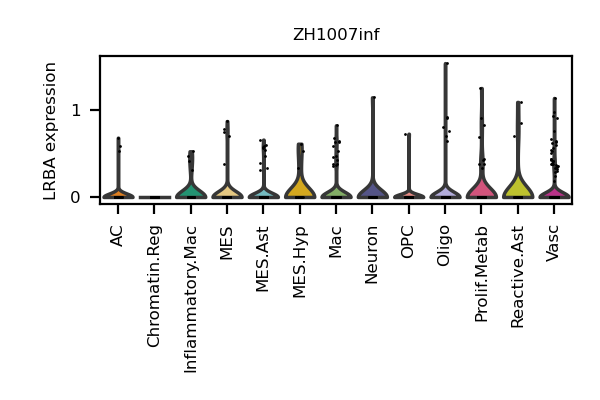 ZH1007inf
LRBA expression
1
0
AC
Chromatin.Reg
Inflammatory.Mac
MES
MES.Ast
MES.Hyp
Mac
Neuron
OPC
Oligo
Prolif.Metab
Reactive.Ast
Vasc